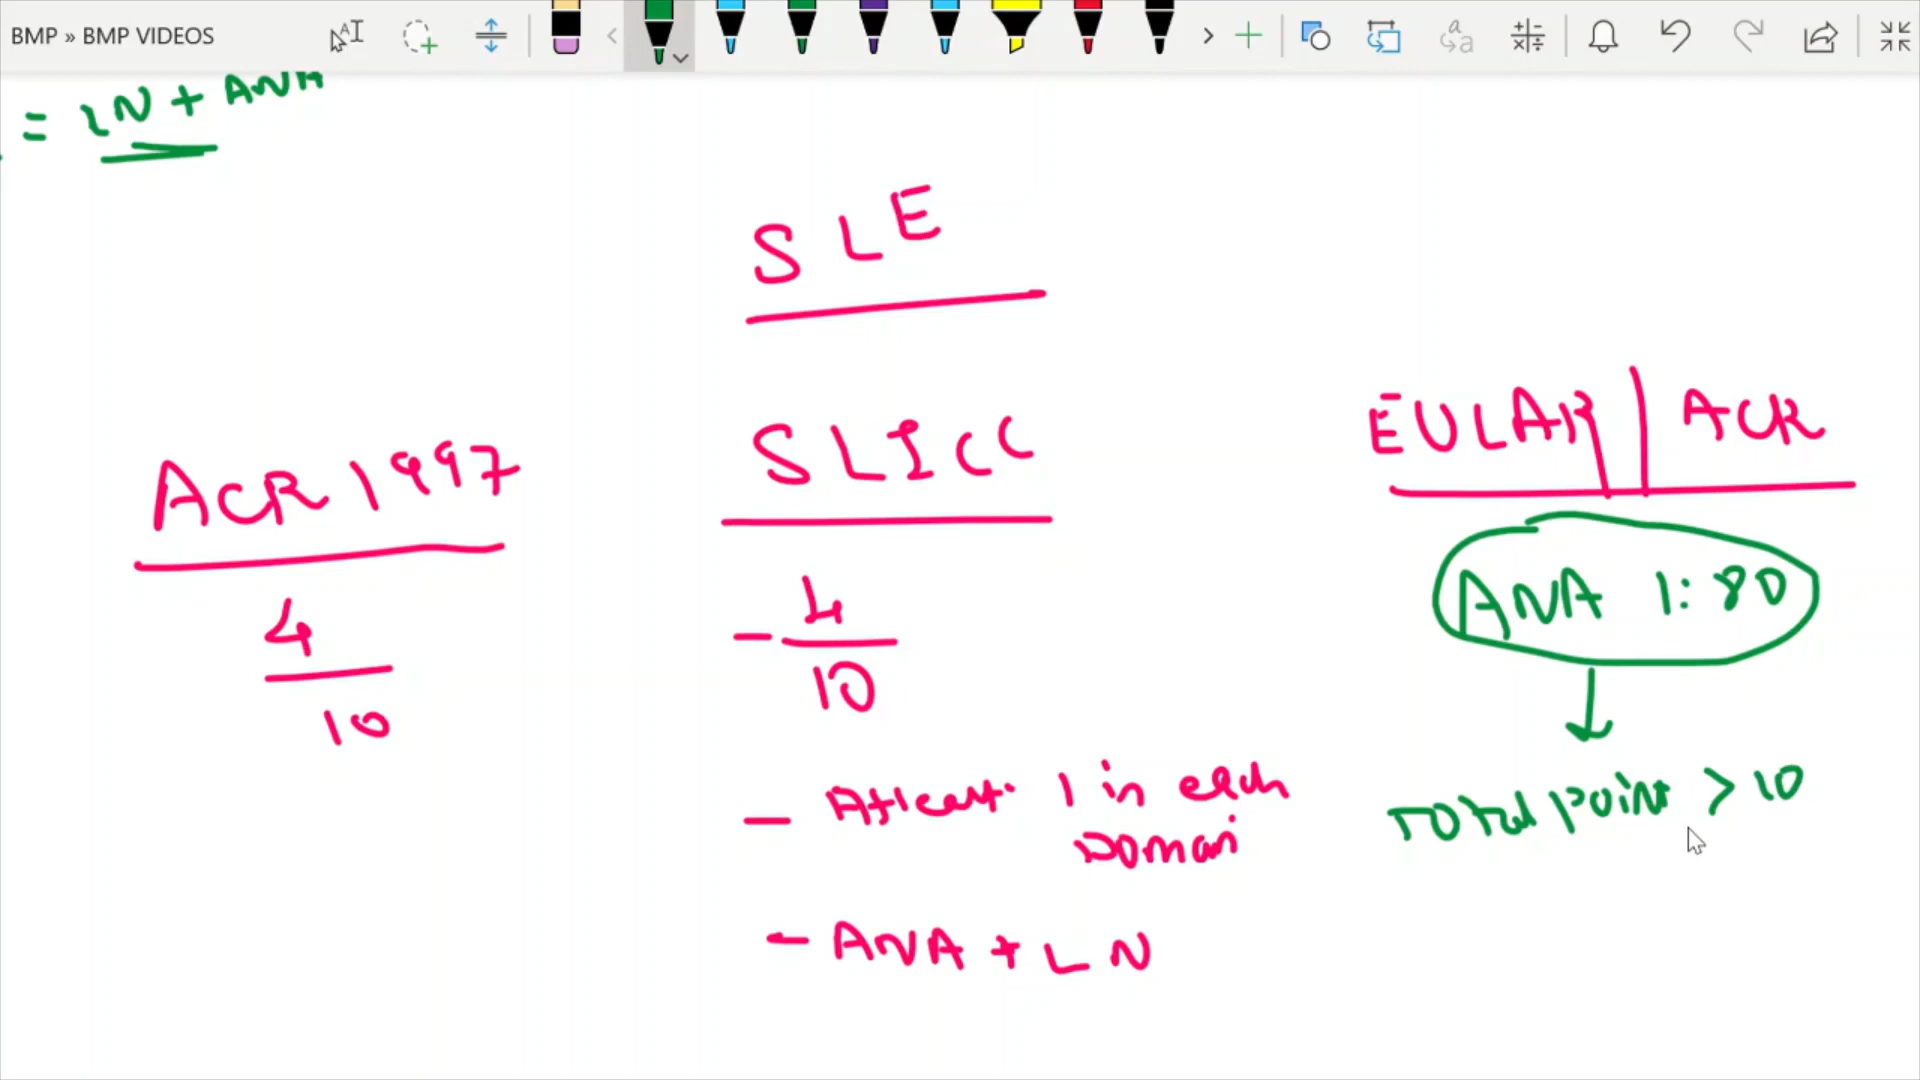 BMP » BMP VIDEOS
= LN + ANA
SLE
ACR 1997
4
10
SLICC
- 4
10
- Atleast 1 in each
Domain
- ANA + LN
EULAR | ACR
ANA 1:80
Total point > 10